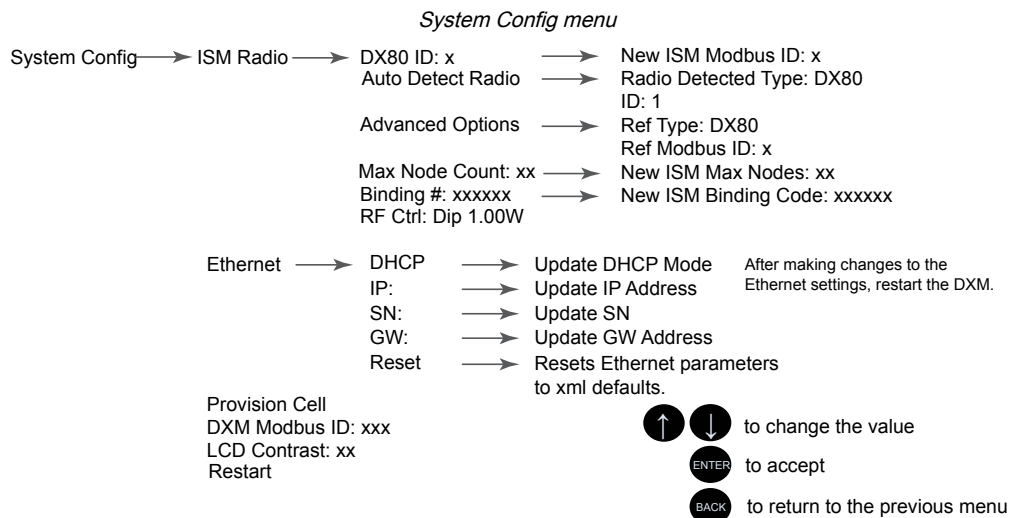 System Config menu
System Config ISM Radio DX80 ID: x New ISM Modbus ID: x
Auto Detect Radio Radio Detected Type: DX80
ID: 1
Advanced Options Ref Type: DX80
Ref Modbus ID: x
Max Node Count: xx New ISM Max Nodes: xx
Binding #: xxxxxx New ISM Binding Code: xxxxxx
RF Ctrl: Dip 1.00W
Ethernet DHCP Update DHCP Mode After making changes to the
IP: Update IP Address Ethernet settings, restart the DXM.
SN: Update SN
GW: Update GW Address
Reset Resets Ethernet parameters
to xml defaults.
Provision Cell
DXM Modbus ID: xxx to change the value
LCD Contrast: xx
Restart ENTER to accept
BACK to return to the previous menu